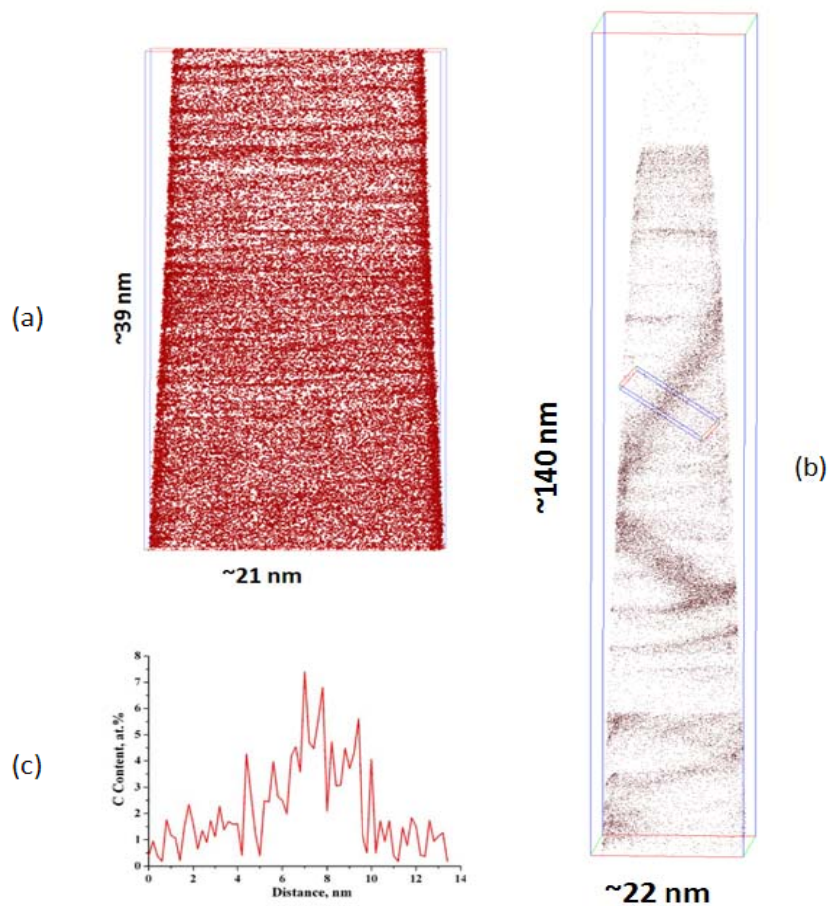 (a)
~39 nm
~21 nm
(b)
~140 nm
~22 nm
(c)
C Content, at.%
8
7
6
5
4
3
2
1
0
0 2 4 6 8 10 12 14
Distance, nm